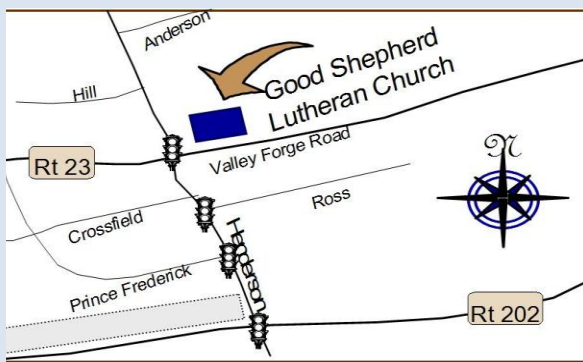 Anderson
Good Shepherd
Lutheran Church
Hill
N
Rt 23
Valley Forge Road
Ross
Crossfield
Henderson
Prince Frederick
Rt 202